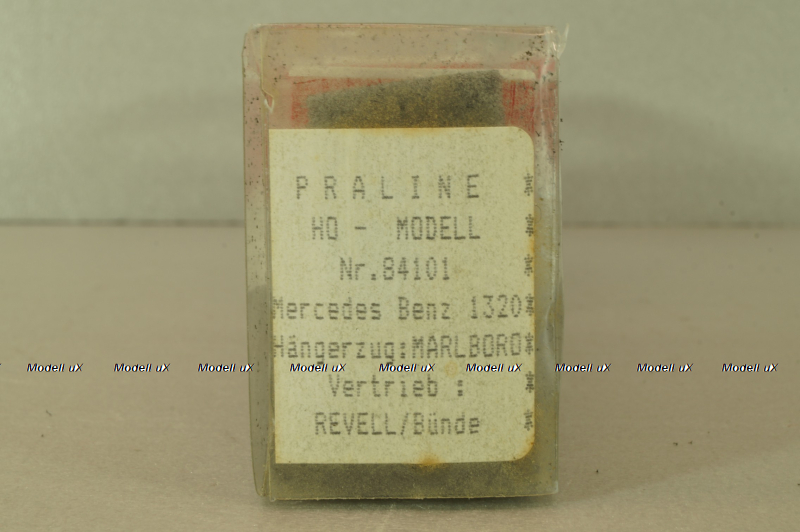 P R A L I N E *
HO - MODELL *
Nr.84101 *
Mercedes Benz 1320*
Hängerzug:MARLBORO*
Modell uX Modell uX Modell uX Modell uX Modell uX Modell uX Modell uX Modell uX Modell uX
Vertrieb : *
REVELL/Bünde *